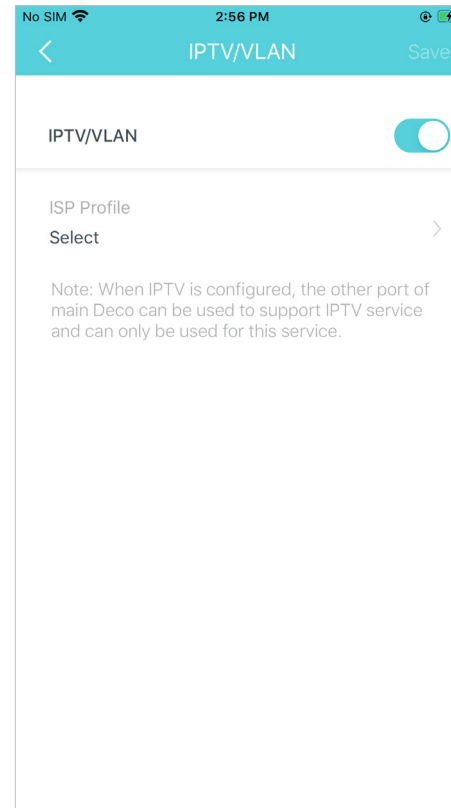 No SIM 2:56 PM
IPTV/VLAN Save
IPTV/VLAN
ISP Profile
Select
Note: When IPTV is configured, the other port of
main Deco can be used to support IPTV service
and can only be used for this service.